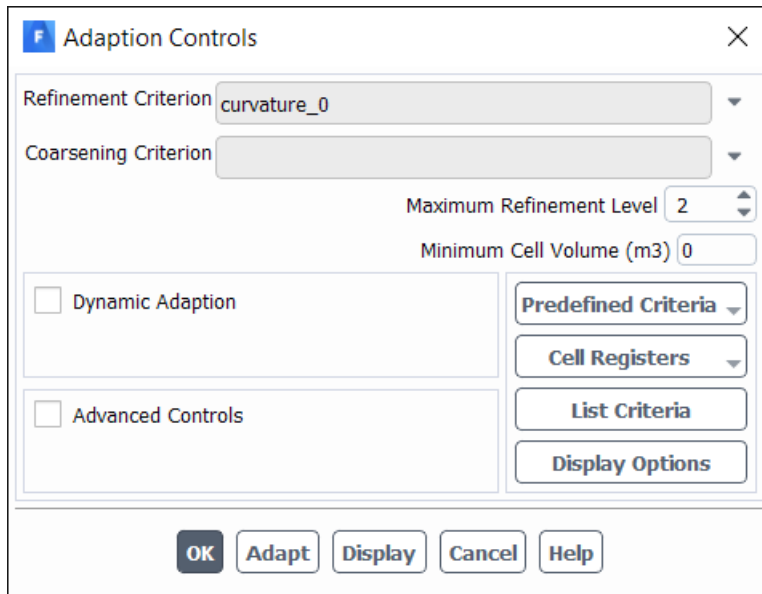 F Adaption Controls
Refinement Criterion curvature_0
Coarsening Criterion
Maximum Refinement Level 2
Minimum Cell Volume (m3) 0
Dynamic Adaption
Predefined Criteria
Cell Registers
Advanced Controls
List Criteria
Display Options
OK Adapt Display Cancel Help